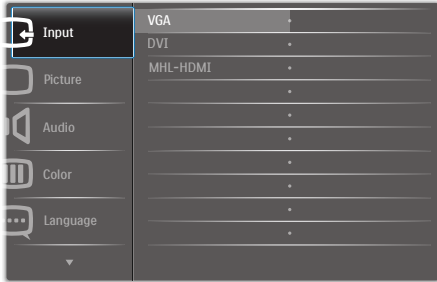 Input
Picture
Audio
Color
Language
VGA
DVI
MHL-HDMI